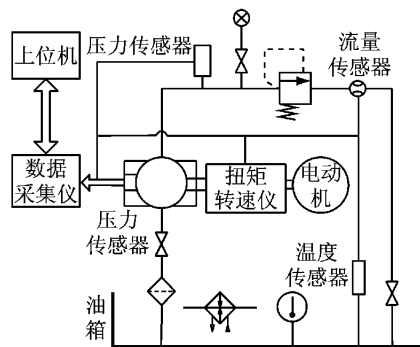 上位机
压力传感器
流量
传感器
数据
采集仪
扭矩
转速仪
电动
机
压力
传感器
温度
传感器
油
箱